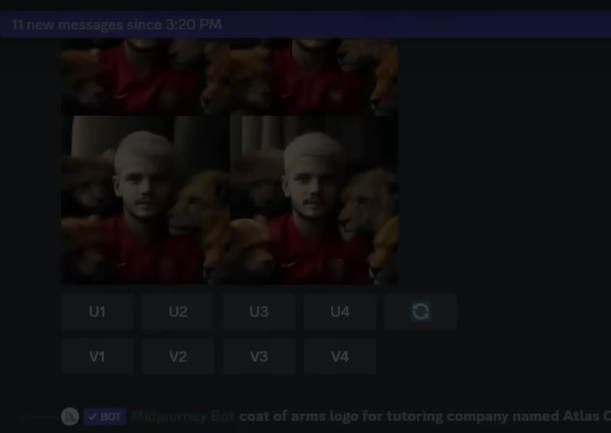 11 new messages since 3:20 PM
U1 U2 U3 U4
V1 V2 V3 V4
✓ BOT Midjourney Bot coat of arms logo for tutoring company named Atlas